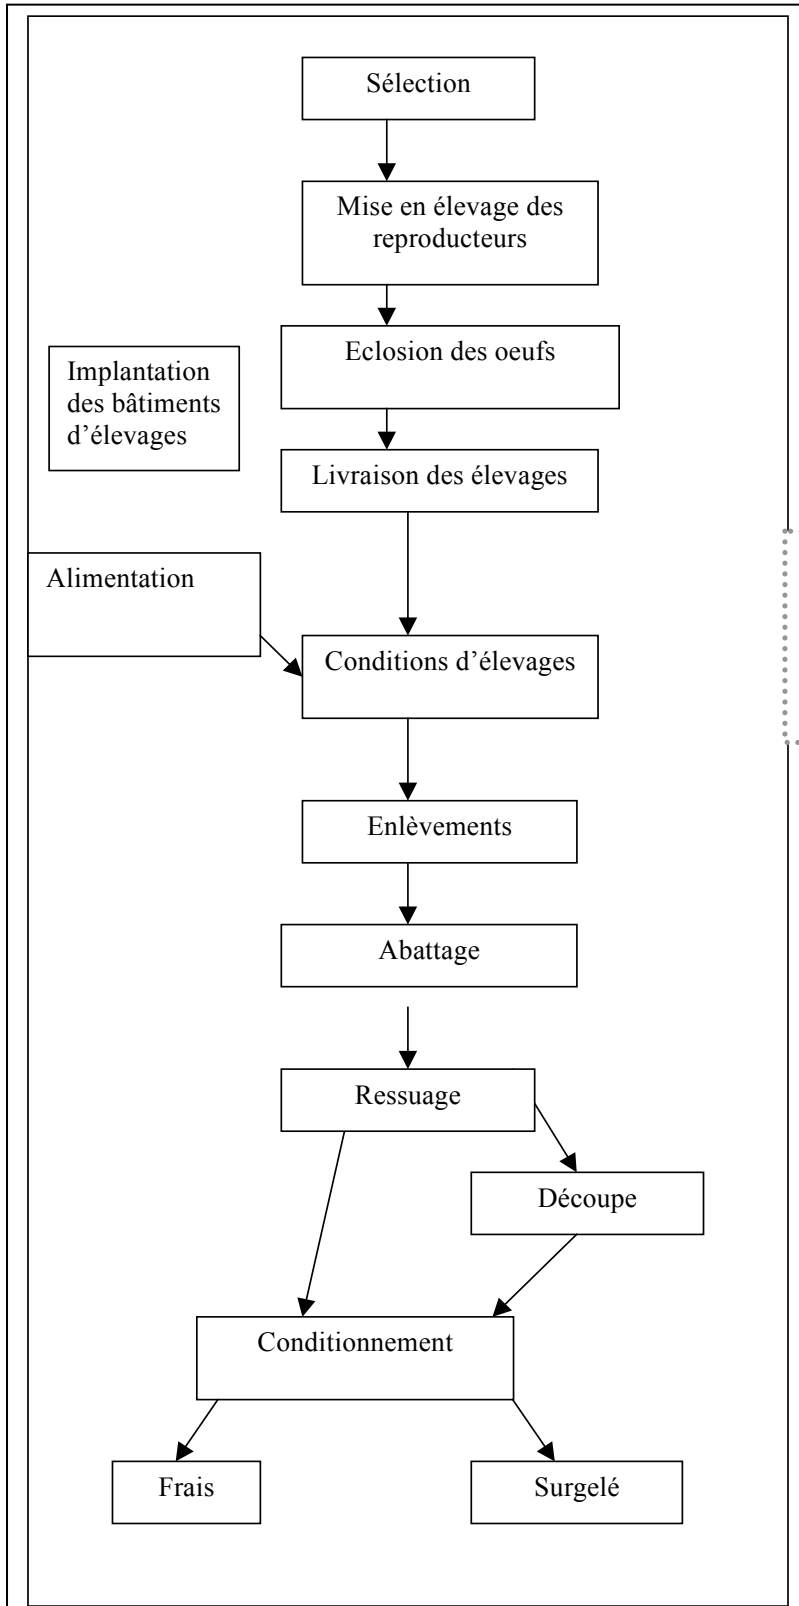 Sélection
Mise en élevage des
reproducteurs
Eclosion des oeufs
Implantation
des bâtiments
d’élevages
Livraison des élevages
Alimentation
Conditions d’élevages
Enlèvements
Abattage
Ressuage
Découpe
Conditionnement
Frais
Surgelé